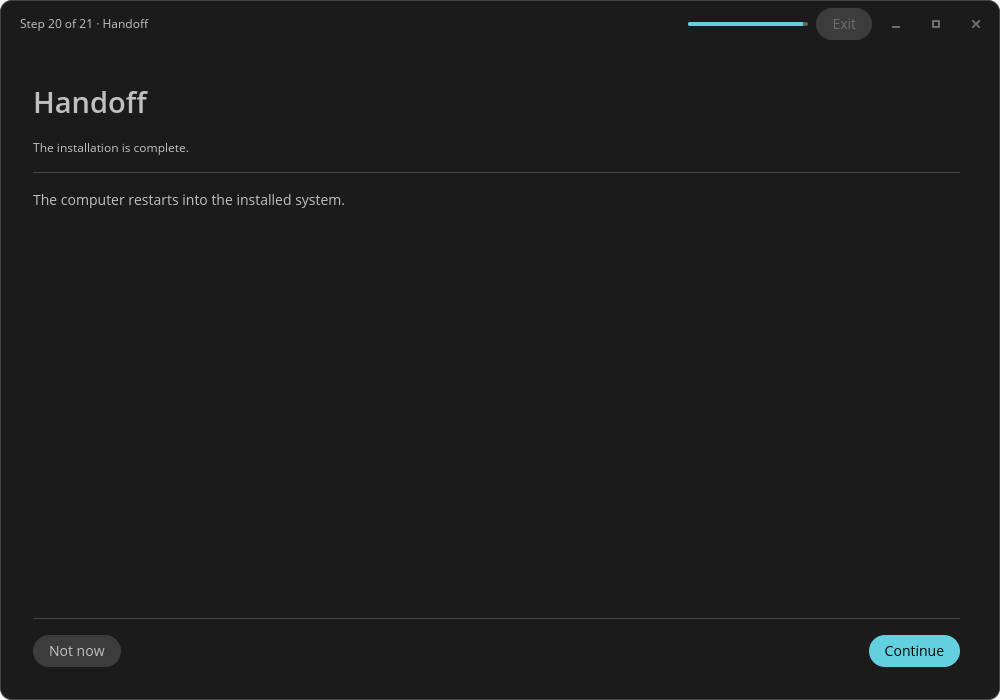 Step 20 of 21 · Handoff
Exit
Handoff
The installation is complete.
The computer restarts into the installed system.
Not now
Continue